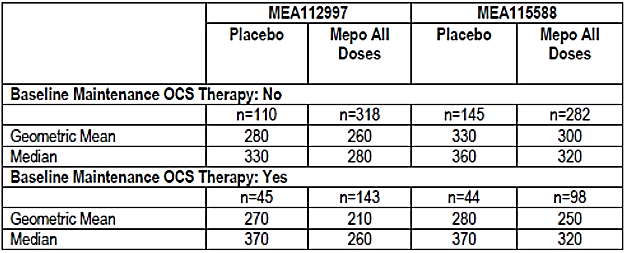 MEA112997 MEA115588
Placebo Mepo All Doses Placebo Mepo All Doses
Baseline Maintenance OCS Therapy: No
n=110 n=318 n=145 n=282
Geometric Mean 280 260 330 300
Median 330 280 360 320
Baseline Maintenance OCS Therapy: Yes
n=45 n=143 n=44 n=98
Geometric Mean 270 210 280 250
Median 370 260 370 320